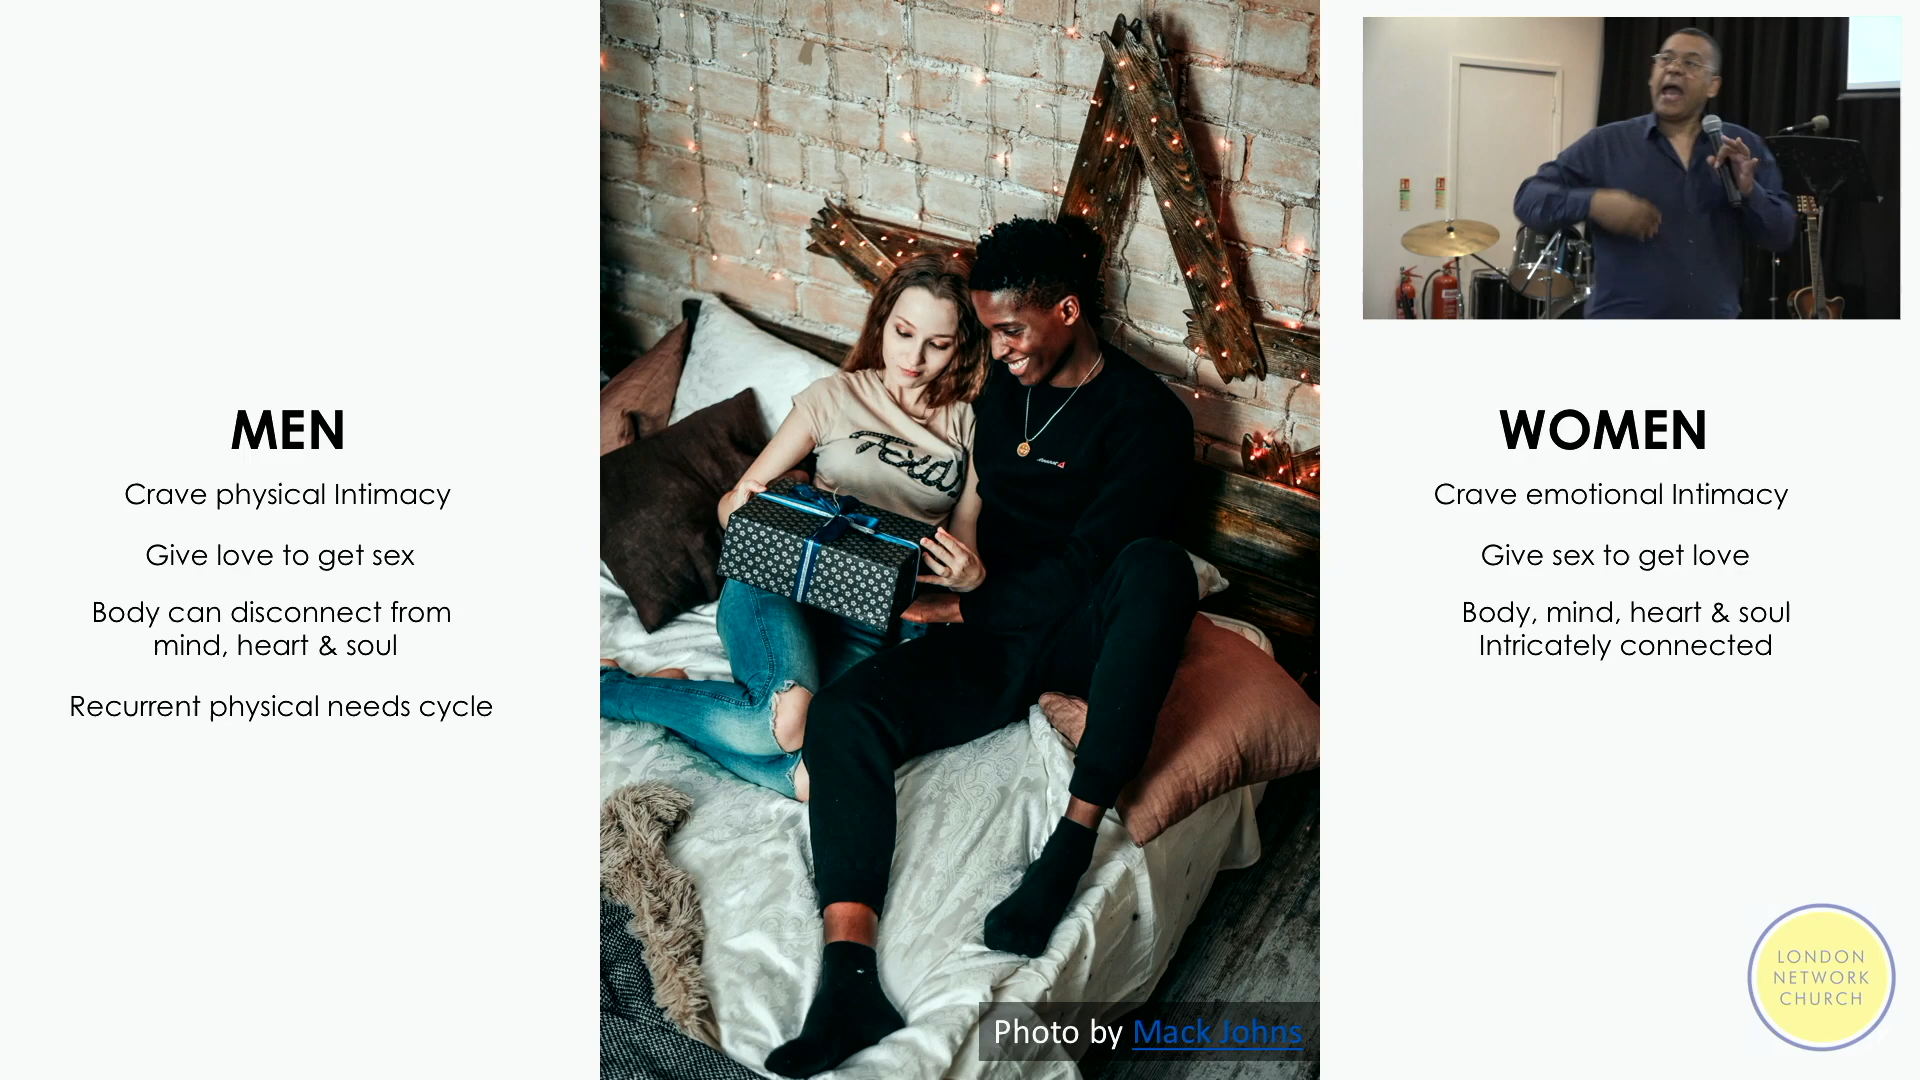 MEN
Crave physical Intimacy
Give love to get sex
Body can disconnect from
mind, heart & soul
Recurrent physical needs cycle
Texas
Photo by Mack Johns
WOMEN
Crave emotional Intimacy
Give sex to get love
Body, mind, heart & soul
Intricately connected
LONDON
NETWORK
CHURCH